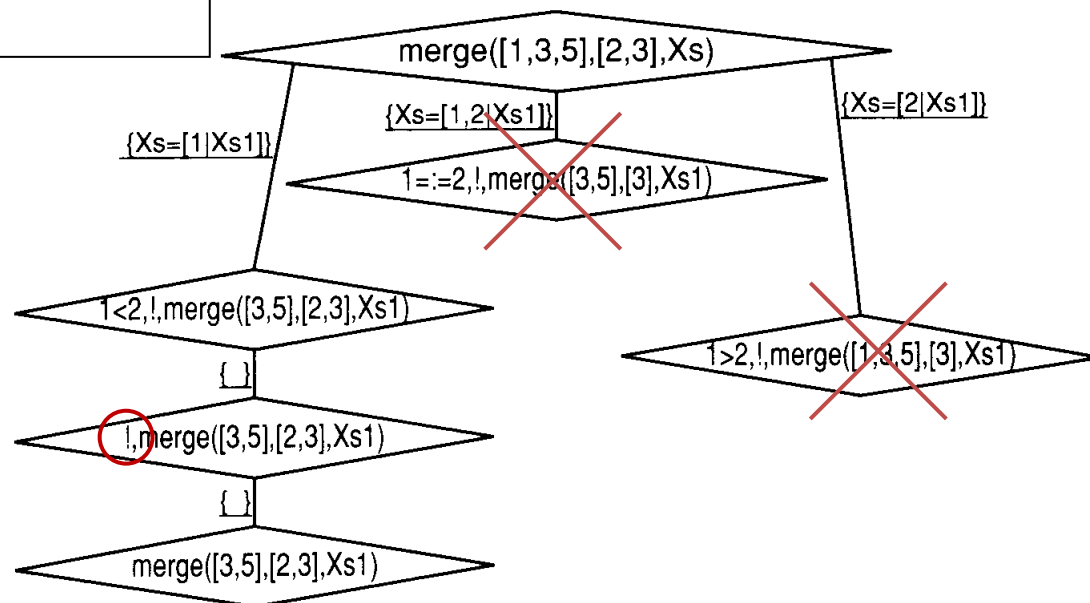 merge([1,3,5],[2,3],Xs)
{Xs=[1|Xs1]}
{Xs=[1,2|Xs1]}
{Xs=[2|Xs1]}
1=:=2,!,merge([3,5],[3],Xs1)
1<2,!,merge([3,5],[2,3],Xs1)
1>2,!,merge([1,3,5],[3],Xs1)
{ }
!,merge([3,5],[2,3],Xs1)
{ }
merge([3,5],[2,3],Xs1)